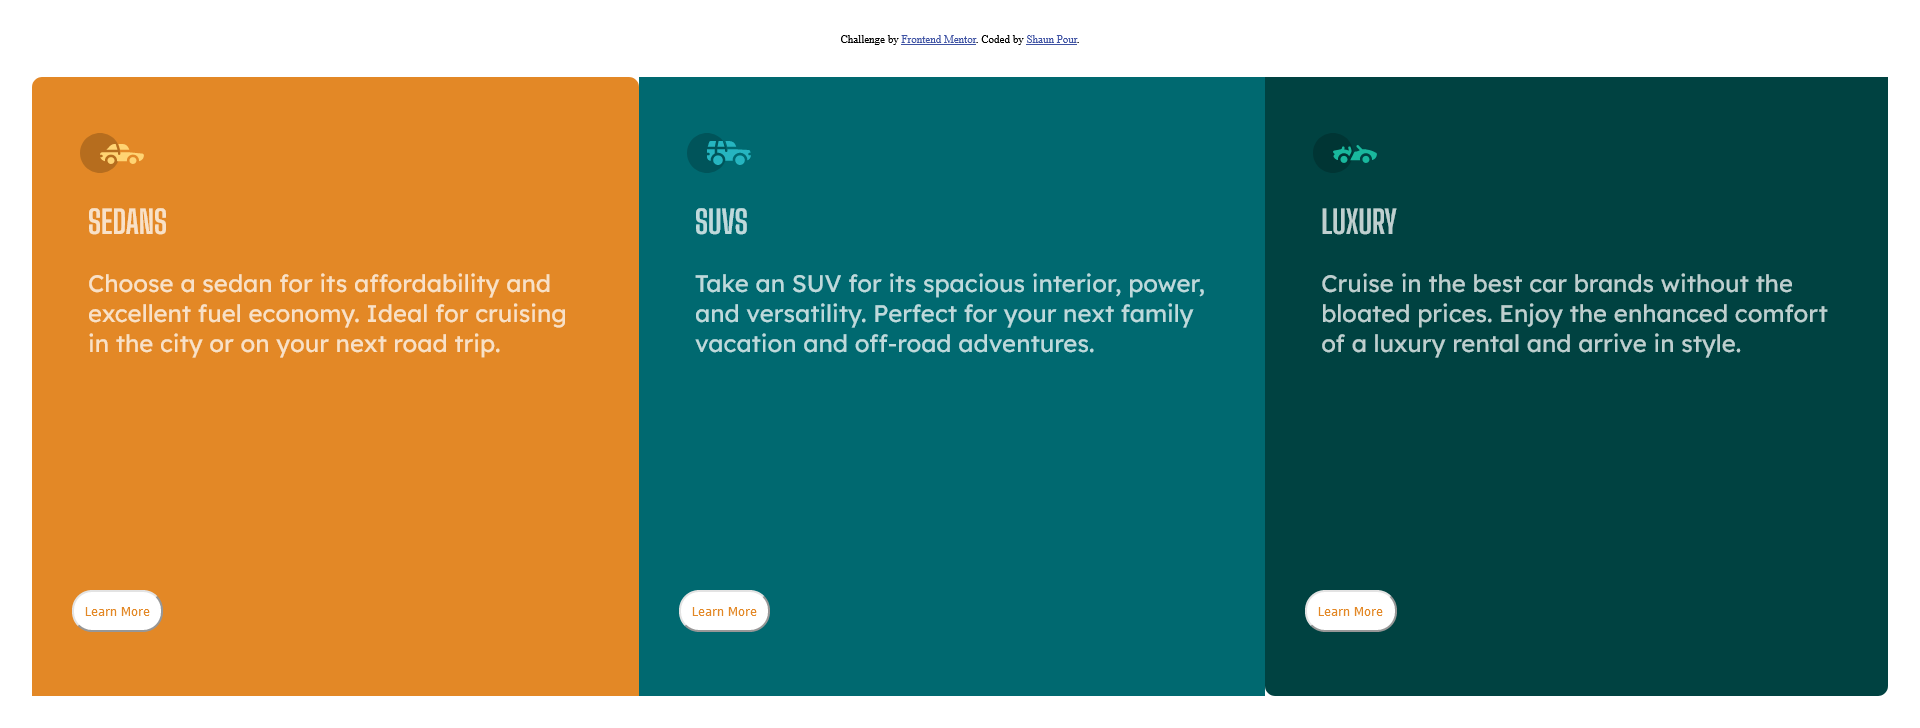 Challenge by Frontend Mentor. Coded by Shaun Pour.
SEDANS
Choose a sedan for its affordability and
excellent fuel economy. Ideal for cruising
in the city or on your next road trip.
Learn More
SUVS
Take an SUV for its spacious interior, power,
and versatility. Perfect for your next family
vacation and off-road adventures.
Learn More
LUXURY
Cruise in the best car brands without the
bloated prices. Enjoy the enhanced comfort
of a luxury rental and arrive in style.
Learn More